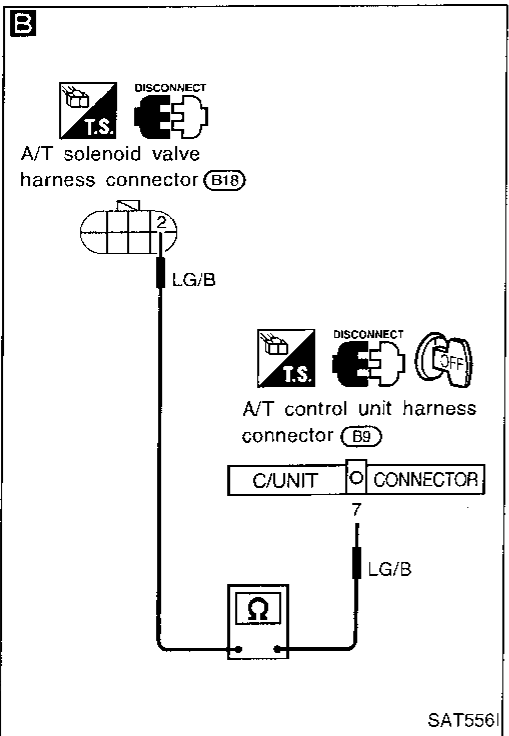 B
DISCONNECT
T.S.
A/T solenoid valve
harness connector B18
2
LG/B
DISCONNECT
T.S.
OFF
A/T control unit harness
connector B9
C/UNIT CONNECTOR
7
LG/B
Ω
SAT556I